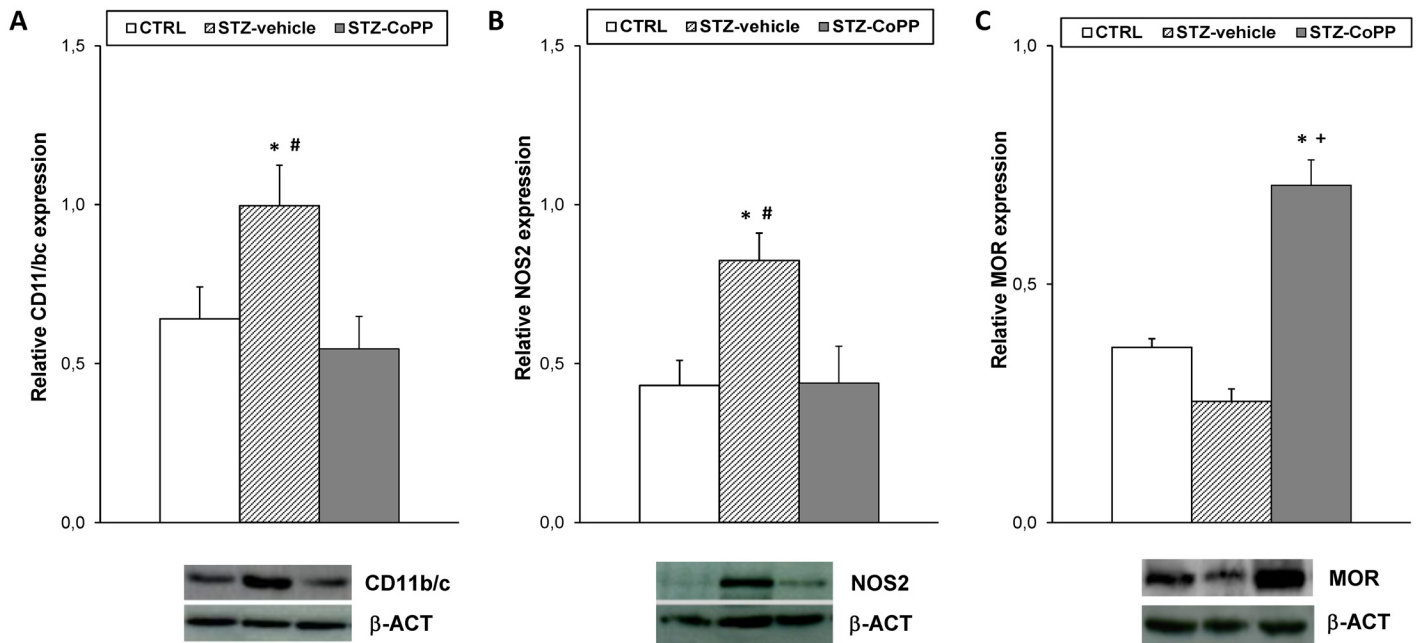 A
CTRL STZ-vehicle STZ-CoPP
1,5
1,0
0,5
0,0
Relative CD11/bc expression
* #
CD11b/c
β-ACT
B
CTRL STZ-vehicle STZ-CoPP
1,5
1,0
0,5
0,0
Relative NOS2 expression
* #
NOS2
β-ACT
C
CTRL STZ-vehicle STZ-CoPP
1,0
0,5
0,0
Relative MOR expression
* +
MOR
β-ACT